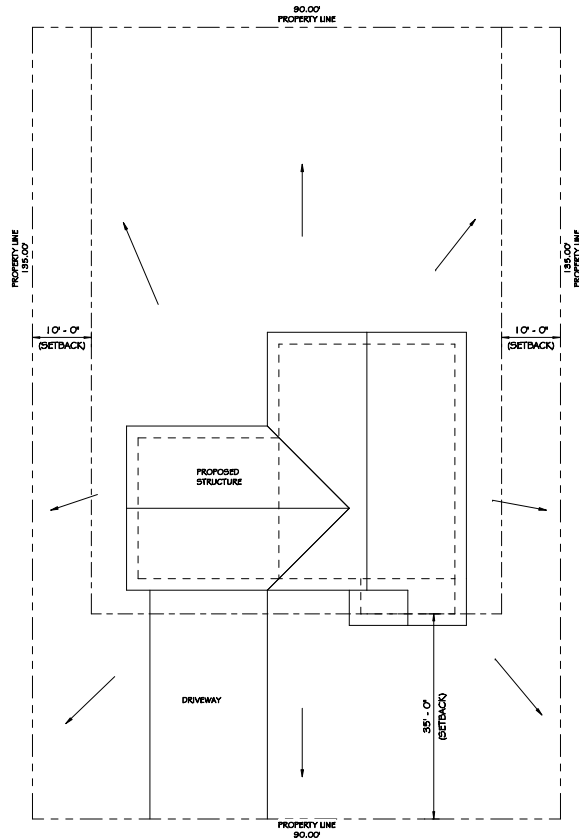 90.00'
PROPERTY LINE
PROPERTY LINE
135.00'
135.00'
PROPERTY LINE
10' - 0"
(SETBACK)
10' - 0"
(SETBACK)
PROPOSED
STRUCTURE
DRIVEWAY
35' - 0"
(SETBACK)
PROPERTY LINE
90.00'